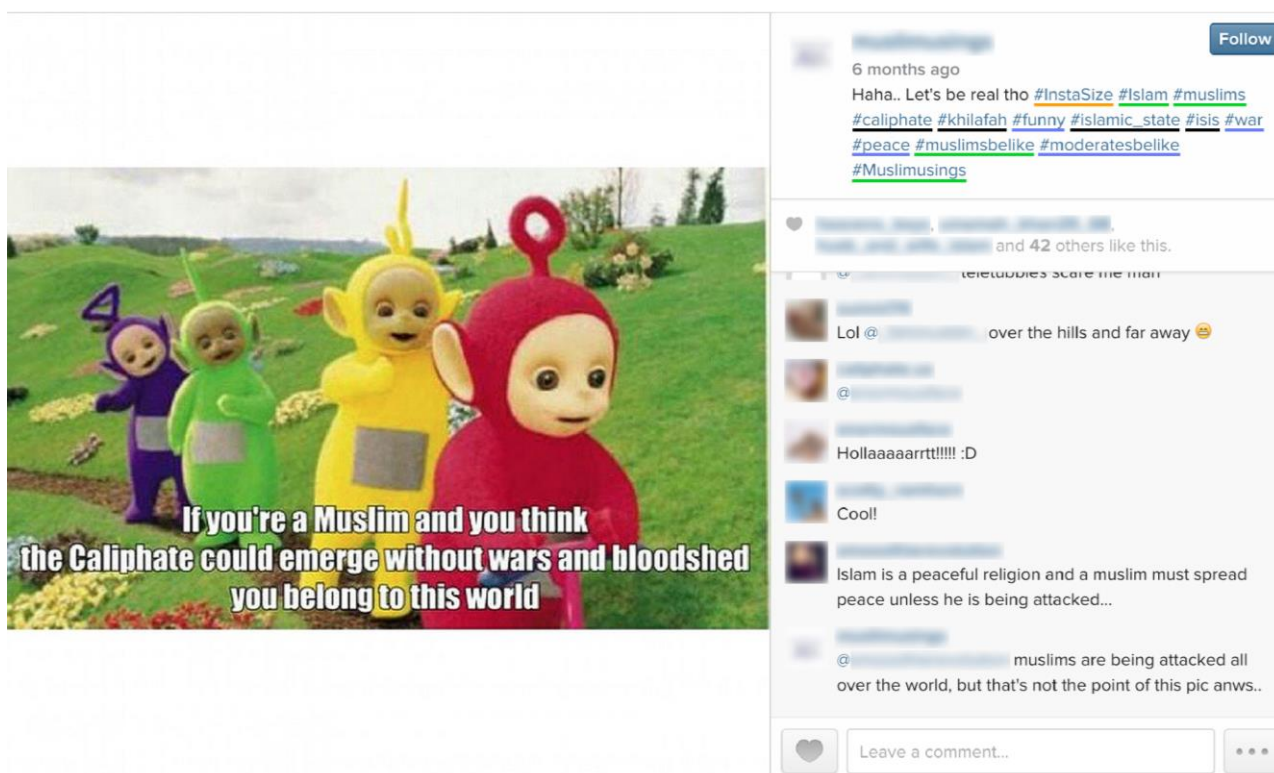 If you're a Muslim and you think
the Caliphate could emerge without wars and bloodshed
you belong to this world
Follow
6 months ago
Haha.. Let's be real tho #InstaSize #Islam #muslims
#caliphate #khilafah #funny #islamic_state #isis #war
#peace #muslimsbelike #moderatesbelike
#Muslimusings
and 42 others like this.
@ teletubbies scare me man
Lol @ over the hills and far away 😁
@
Hollaaaaarrtt!!!!! :D
Cool!
Islam is a peaceful religion and a muslim must spread
peace unless he is being attacked...
@ muslims are being attacked all
over the world, but that's not the point of this pic anws..
Leave a comment...